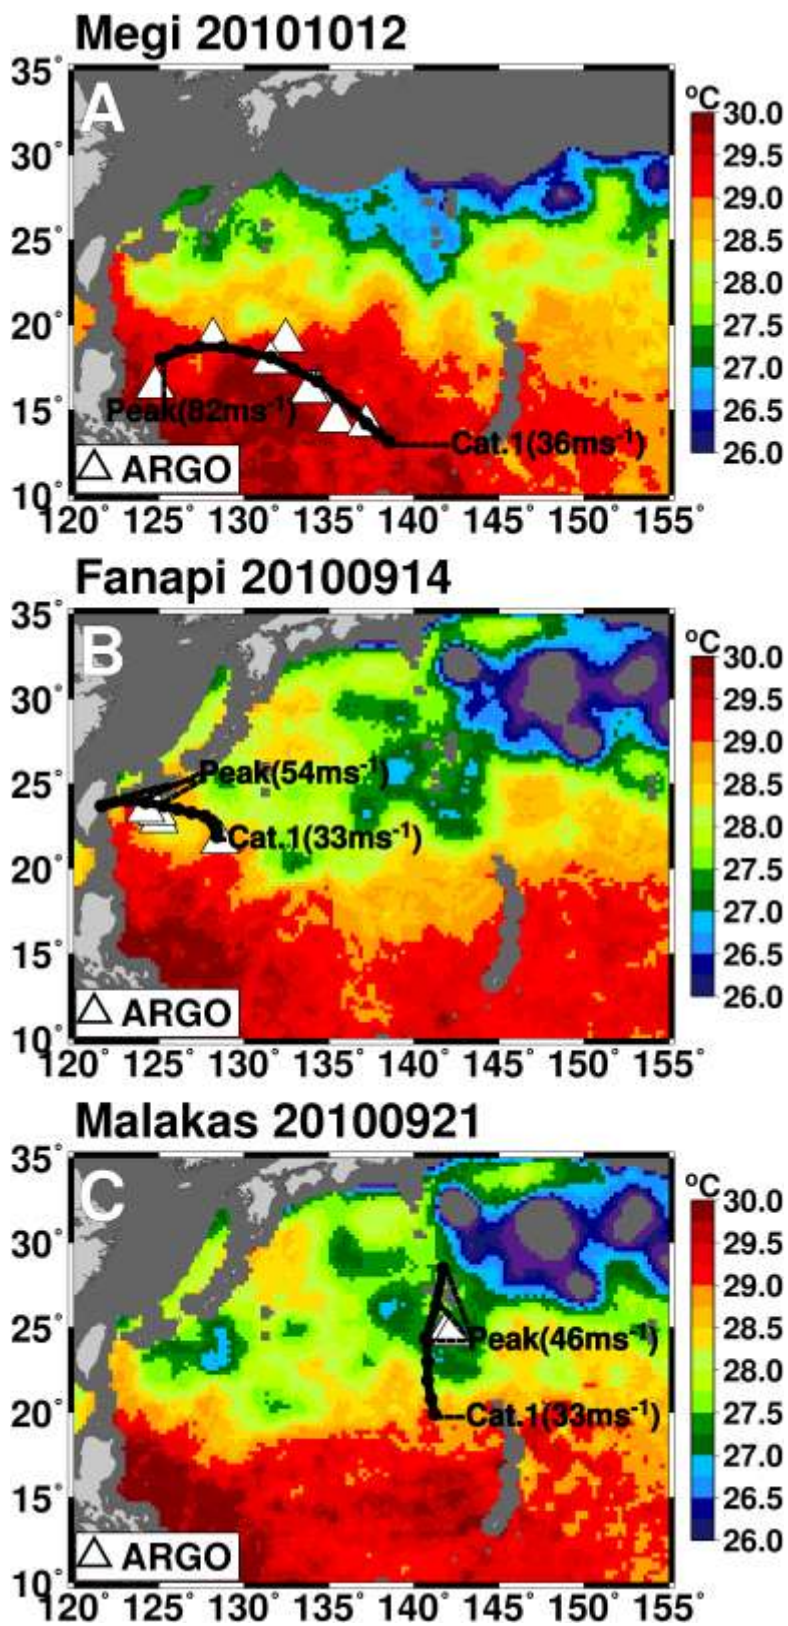 Megi 20101012
A
35°
30°
25°
20°
15°
10°
°C
30.0
29.5
29.0
28.5
28.0
27.5
27.0
26.5
26.0
Peak(82ms⁻¹)
Cat.1(36ms⁻¹)
ARGO
120° 125° 130° 135° 140° 145° 150° 155°
Fanapi 20100914
B
35°
30°
25°
20°
15°
10°
°C
30.0
29.5
29.0
28.5
28.0
27.5
27.0
26.5
26.0
Peak(54ms⁻¹)
Cat.1(33ms⁻¹)
ARGO
120° 125° 130° 135° 140° 145° 150° 155°
Malakas 20100921
C
35°
30°
25°
20°
15°
10°
°C
30.0
29.5
29.0
28.5
28.0
27.5
27.0
26.5
26.0
Peak(46ms⁻¹)
Cat.1(33ms⁻¹)
ARGO
120° 125° 130° 135° 140° 145° 150° 155°